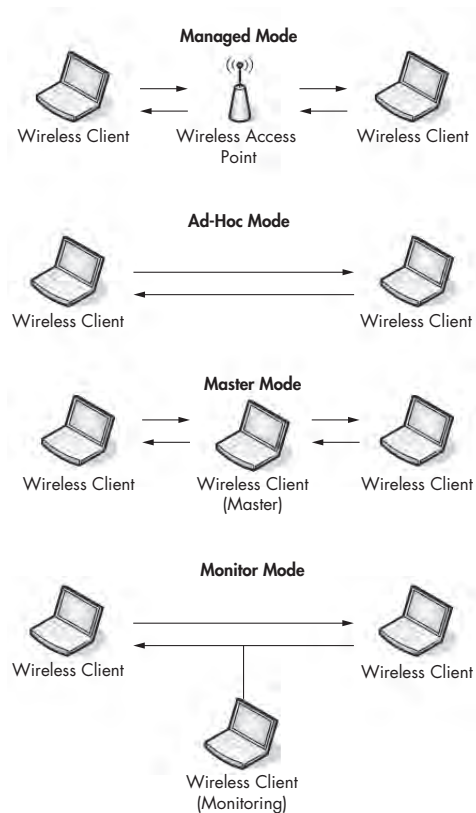 Managed Mode
Wireless Client
Wireless Access
Point
Wireless Client
Ad-Hoc Mode
Wireless Client
Wireless Client
Master Mode
Wireless Client
Wireless Client
(Master)
Wireless Client
Monitor Mode
Wireless Client
Wireless Client
Wireless Client
(Monitoring)